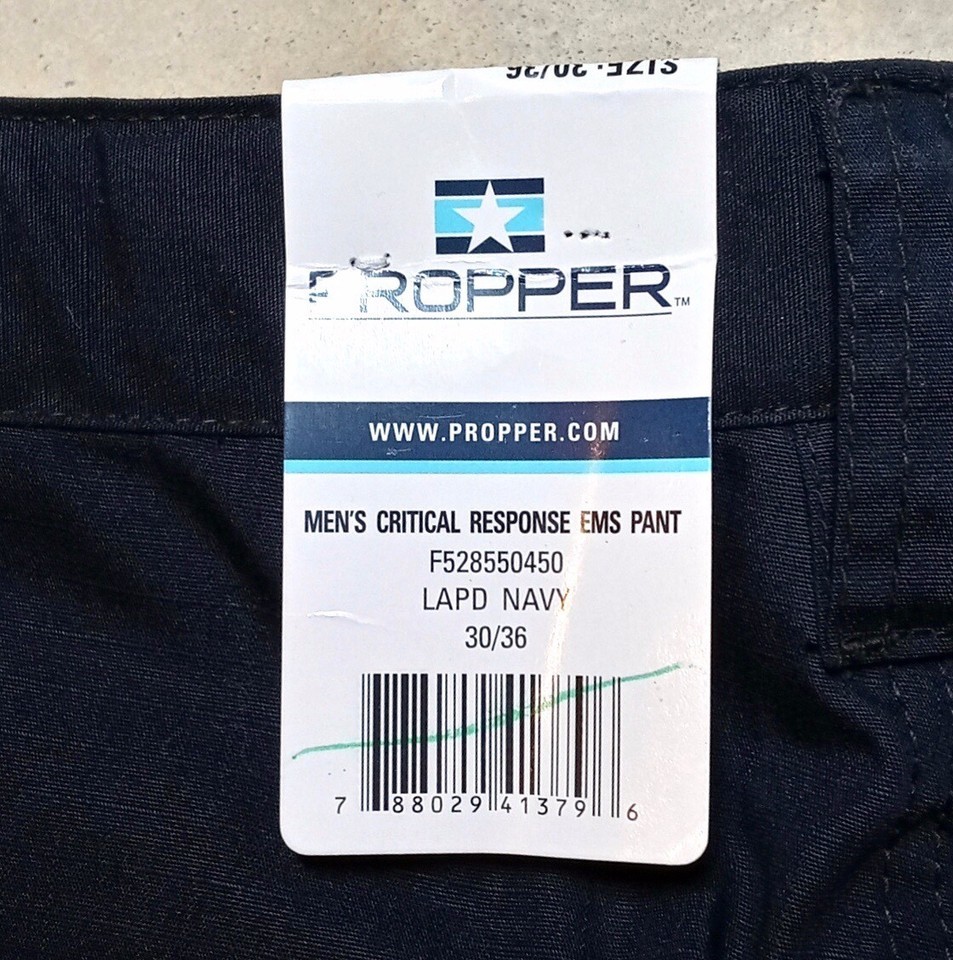 SIZE: 30/36
PROPPER™
WWW.PROPPER.COM
MEN'S CRITICAL RESPONSE EMS PANT
F528550450
LAPD NAVY
30/36
7 88029 41379 6